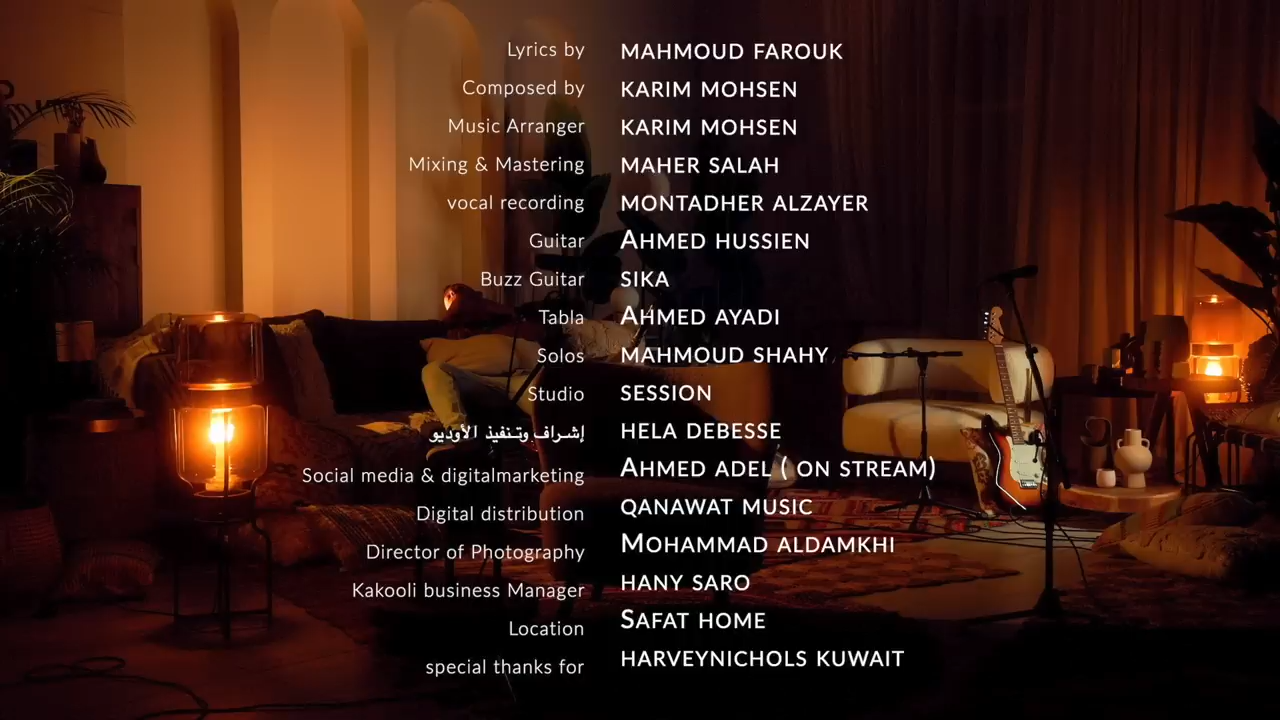 Lyrics by MAHMOUD FAROUK
Composed by KARIM MOHSEN
Music Arranger KARIM MOHSEN
Mixing & Mastering MAHER SALAH
vocal recording MONTADHER ALZAYER
Guitar AHMED HUSSIEN
Buzz Guitar SIKA
Tabla AHMED AYADI
Solos MAHMOUD SHAHY
Studio SESSION
إشراف وتنفيذ الأوديو HELA DEBESSE
Social media & digitalmarketing AHMED ADEL ( ON STREAM)
Digital distribution QANAWAT MUSIC
Director of Photography MOHAMMAD ALDAMKHI
Kakooli business Manager HANY SARO
Location SAFAT HOME
special thanks for HARVEYNICHOLS KUWAIT